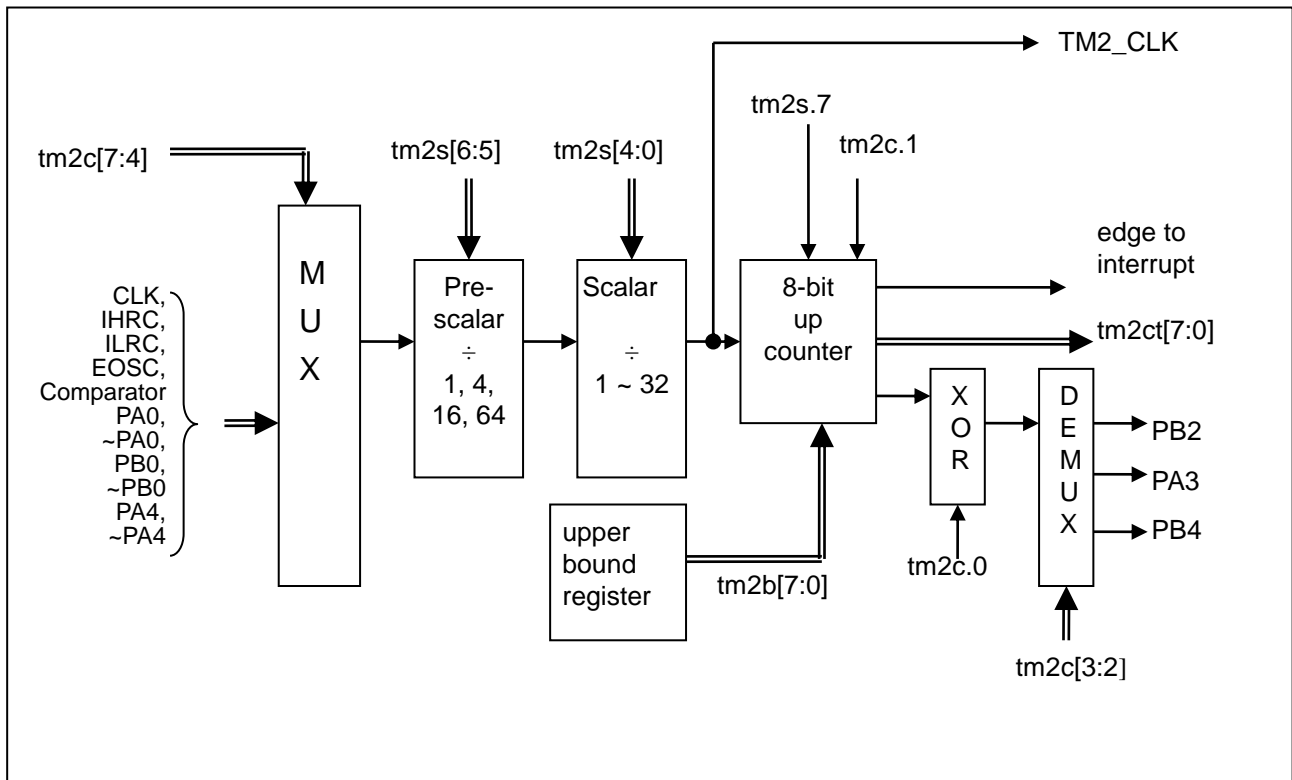 TM2_CLK
tm2s.7
tm2c[7:4]
tm2s[6:5]
tm2s[4:0]
tm2c.1
M
U
X
CLK,
IHRC,
ILRC,
EOSC,
Comparator
PA0,
~PA0,
PB0,
~PB0
PA4,
~PA4
Pre-
scalar
÷
1, 4,
16, 64
Scalar
÷
1 ~ 32
8-bit
up
counter
edge to
interrupt
tm2ct[7:0]
X
O
R
D
E
M
U
X
PB2
PA3
PB4
upper
bound
register
tm2b[7:0]
tm2c.0
tm2c[3:2]